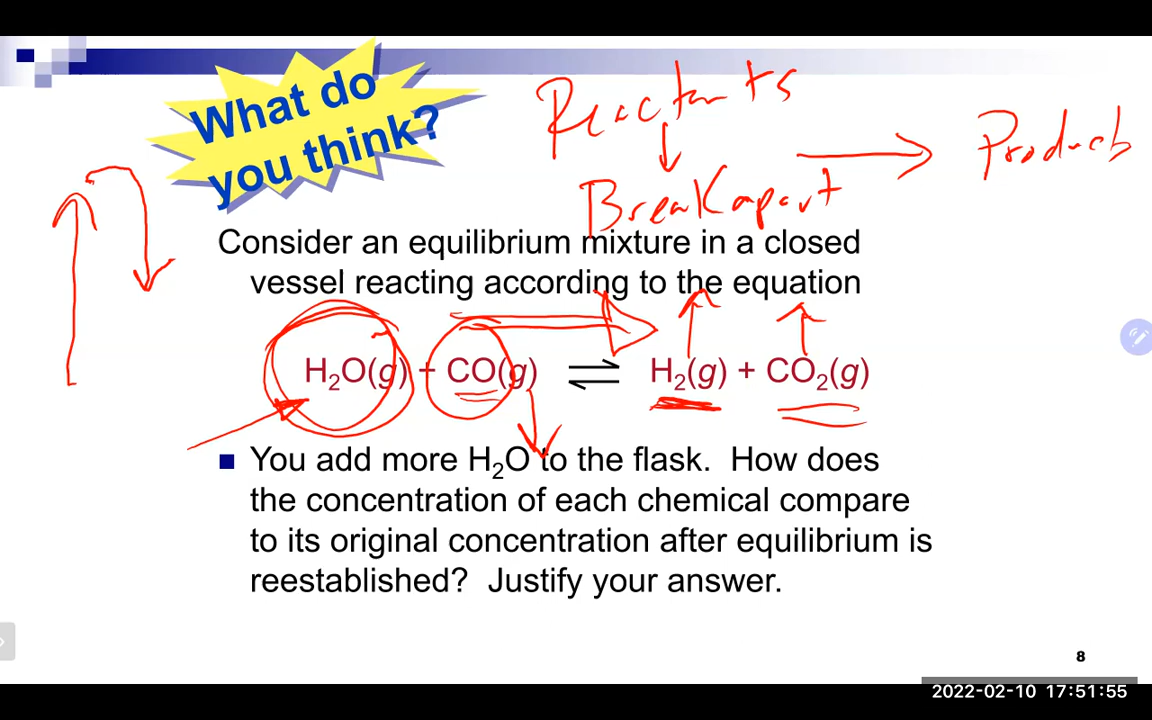 What do
you think?
Reactants
Breakapart
Products
Consider an equilibrium mixture in a closed
vessel reacting according to the equation
H₂O(g) + CO(g) ⇌ H₂(g) + CO₂(g)
You add more H₂O to the flask. How does
the concentration of each chemical compare
to its original concentration after equilibrium is
reestablished? Justify your answer.
8
2022-02-10 17:51:55